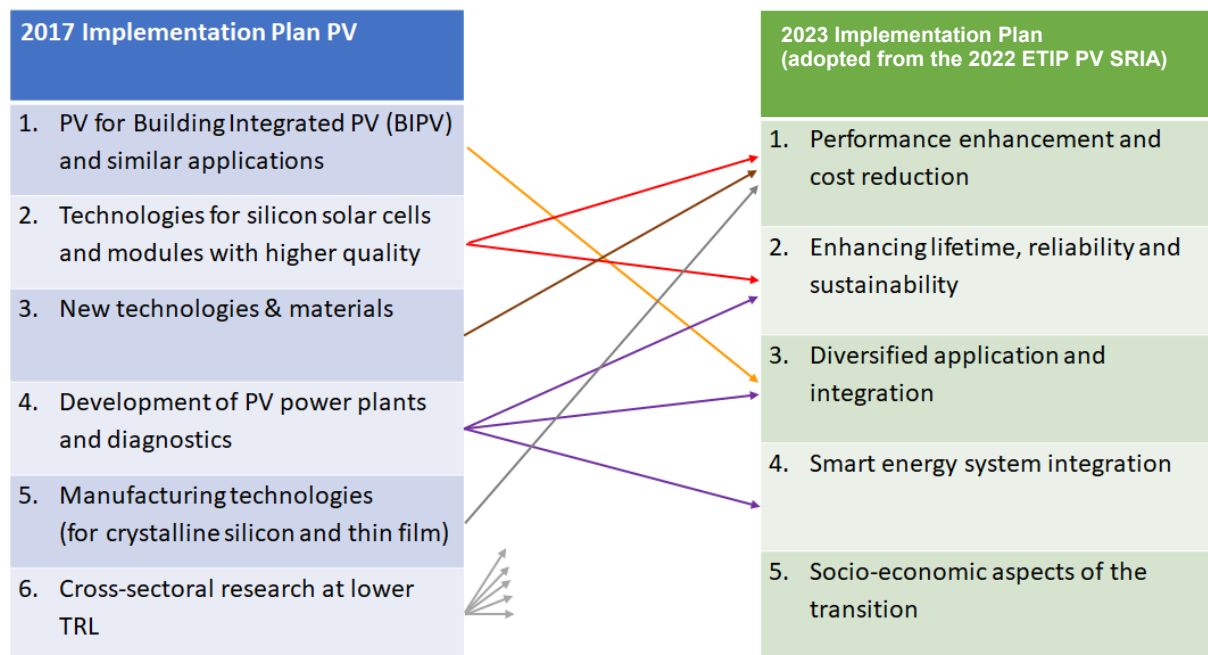 2017 Implementation Plan PV
1. PV for Building Integrated PV (BIPV)
and similar applications
2. Technologies for silicon solar cells
and modules with higher quality
3. New technologies & materials
4. Development of PV power plants
and diagnostics
5. Manufacturing technologies
(for crystalline silicon and thin film)
6. Cross-sectoral research at lower
TRL
2023 Implementation Plan
(adopted from the 2022 ETIP PV SRIA)
1. Performance enhancement and
cost reduction
2. Enhancing lifetime, reliability and
sustainability
3. Diversified application and
integration
4. Smart energy system integration
5. Socio-economic aspects of the
transition